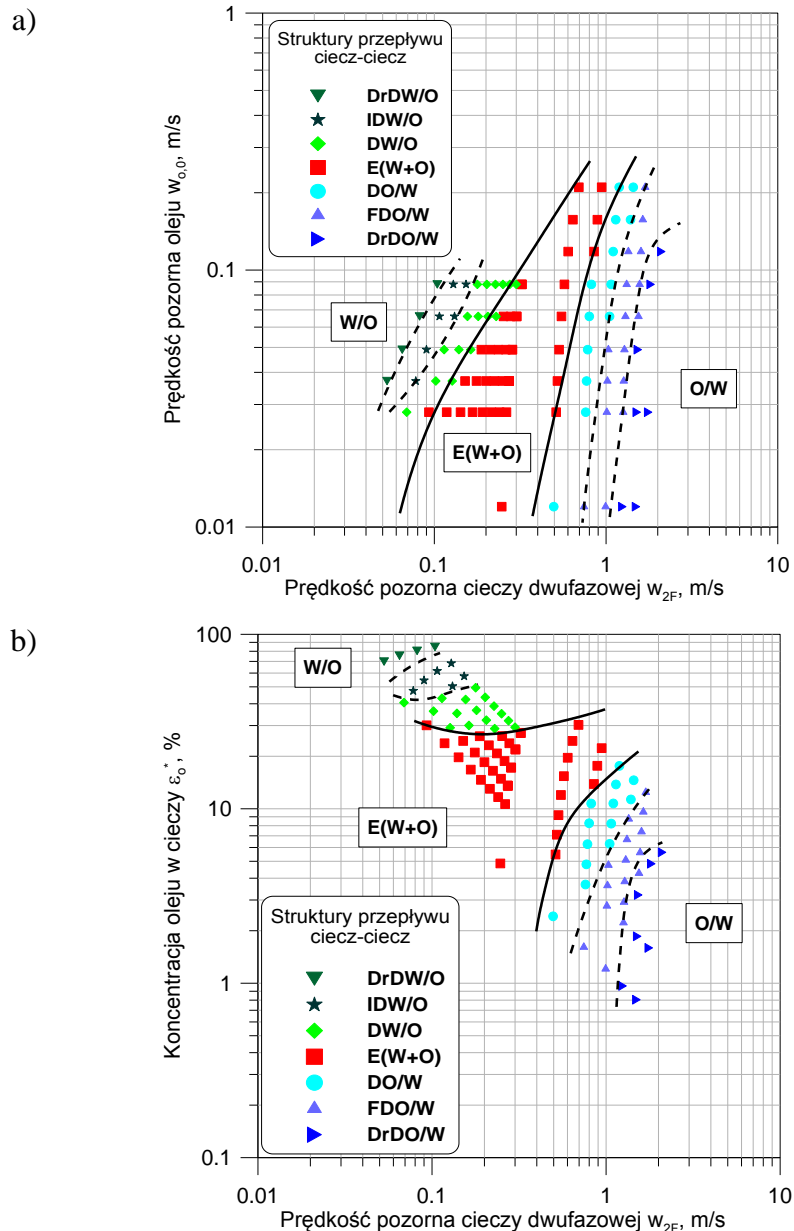 a)
1
Struktury przepływu
ciecz-ciecz
DrDW/O
IDW/O
DW/O
E(W+O)
DO/W
FDO/W
DrDO/W
Prędkość pozorna oleju w0,0, m/s
0.1
W/O
O/W
E(W+O)
0.01
0.01 0.1 1 10
Prędkość pozorna cieczy dwufazowej w2F, m/s
b)
100
W/O
Koncentracja oleju w cieczy εo*, %
10
E(W+O)
Struktury przepływu
ciecz-ciecz
O/W
1
DrDW/O
IDW/O
DW/O
E(W+O)
DO/W
FDO/W
DrDO/W
0.1
0.01 0.1 1 10
Prędkość pozorna cieczy dwufazowej w2F, m/s